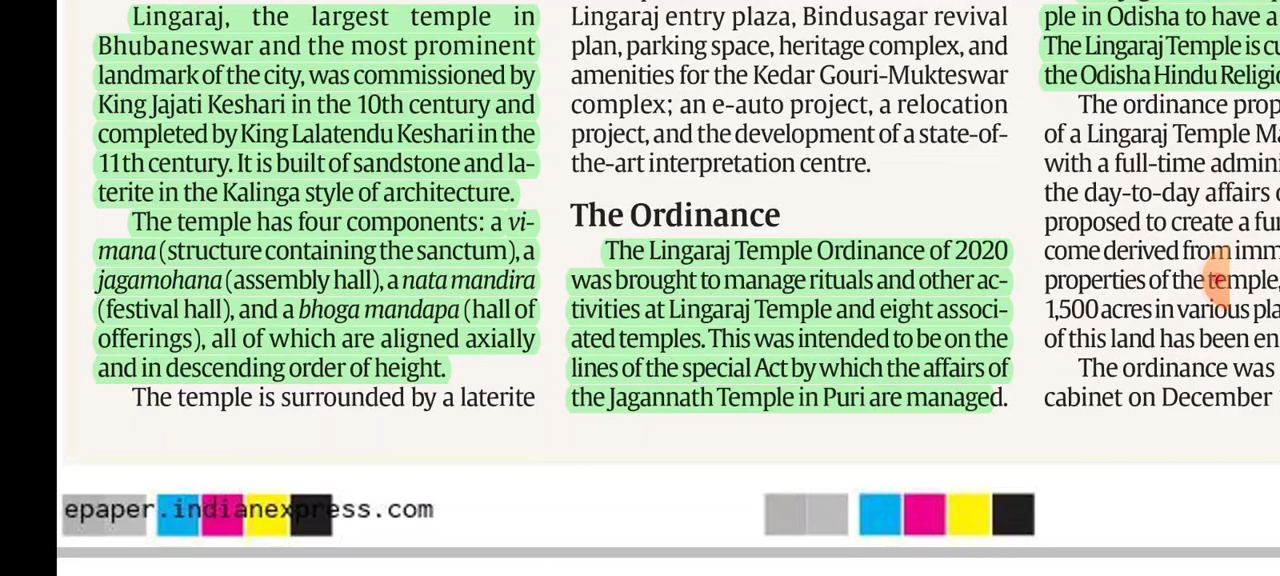 Lingaraj, the largest temple in
Bhubaneswar and the most prominent
landmark of the city, was commissioned by
King Jajati Keshari in the 10th century and
completed by King Lalatendu Keshari in the
11th century. It is built of sandstone and la-
terite in the Kalinga style of architecture.
The temple has four components: a vi-
mana (structure containing the sanctum), a
jagamohana (assembly hall), a nata mandira
(festival hall), and a bhoga mandapa (hall of
offerings), all of which are aligned axially
and in descending order of height.
The temple is surrounded by a laterite
Lingaraj entry plaza, Bindusagar revival
plan, parking space, heritage complex, and
amenities for the Kedar Gouri-Mukteswar
complex; an e-auto project, a relocation
project, and the development of a state-of-
the-art interpretation centre.
The Ordinance
The Lingaraj Temple Ordinance of 2020
was brought to manage rituals and other ac-
tivities at Lingaraj Temple and eight associ-
ated temples. This was intended to be on the
lines of the special Act by which the affairs of
the Jagannath Temple in Puri are managed.
ple in Odisha to have a
The Lingaraj Temple is cu
the Odisha Hindu Religio
The ordinance prop
of a Lingaraj Temple Ma
with a full-time admini
the day-to-day affairs
proposed to create a fun
come derived from imm
properties of the temple,
1,500 acres in various pla
of this land has been en
The ordinance was
cabinet on December
epaper.indianexpress.com